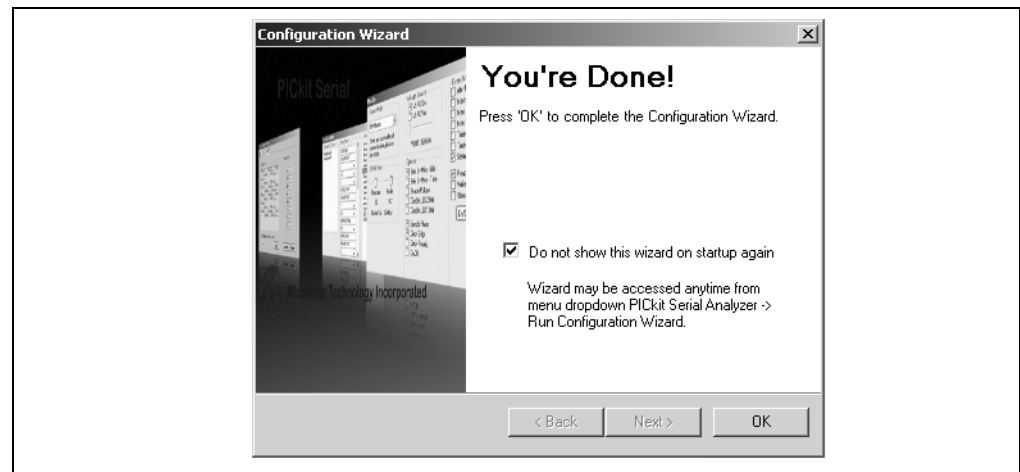 Configuration Wizard
PICkit Serial
You're Done!
Press 'OK' to complete the Configuration Wizard.
Do not show this wizard on startup again
Wizard may be accessed anytime from
menu dropdown PICkit Serial Analyzer ->
Run Configuration Wizard.
Microchip Technology Incorporated
< Back
Next >
OK